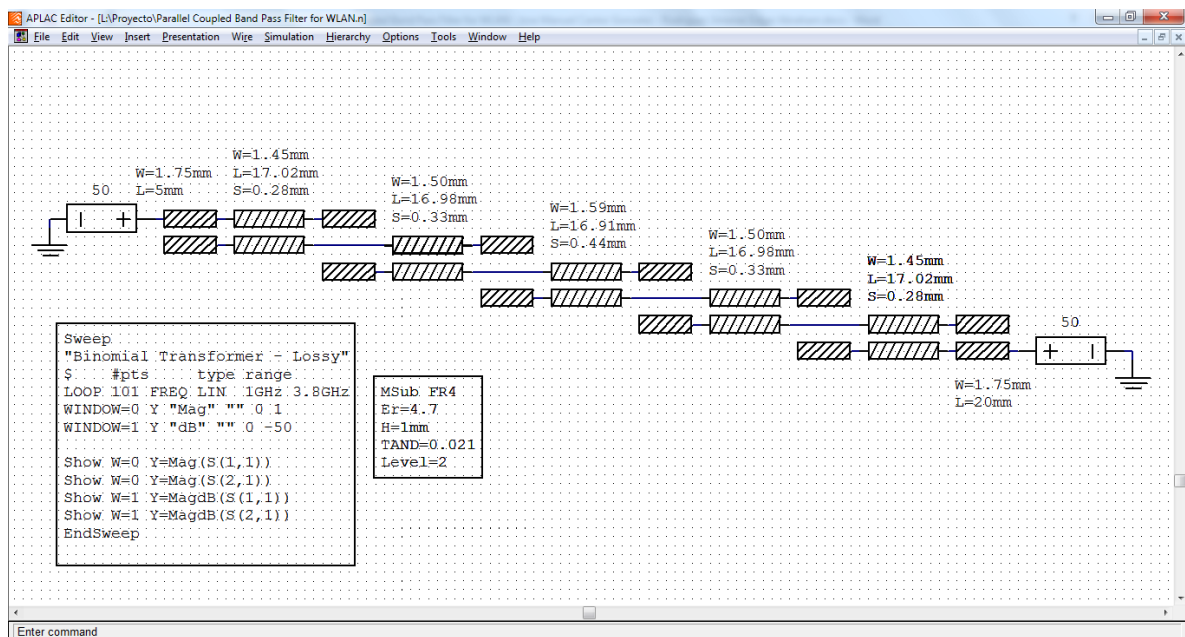 APLAC Editor - [L:\Proyecto\Parallel Coupled Band Pass Filter for WLAN.n]
File Edit View Insert Presentation Wire Simulation Hierarchy Options Tools Window Help
W=1.45mm
L=17.02mm
S=0.28mm
W=1.75mm
L=5mm
50
W=1.50mm
L=16.98mm
S=0.33mm
W=1.59mm
L=16.91mm
S=0.44mm
W=1.50mm
L=16.98mm
S=0.33mm
W=1.45mm
L=17.02mm
S=0.28mm
50
W=1.75mm
L=20mm
Sweep
"Binomial Transformer - Lossy"
$ #pts type range
LOOP 101 FREQ LIN 1GHz 3.8GHz
WINDOW=0 Y "Mag" "" 0 1
WINDOW=1 Y "dB" "" 0 -50
Show W=0 Y=Mag(S(1,1))
Show W=0 Y=Mag(S(2,1))
Show W=1 Y=MagdB(S(1,1))
Show W=1 Y=MagdB(S(2,1))
EndSweep
MSub FR4
Er=4.7
H=1mm
TAND=0.021
Level=2
Enter command